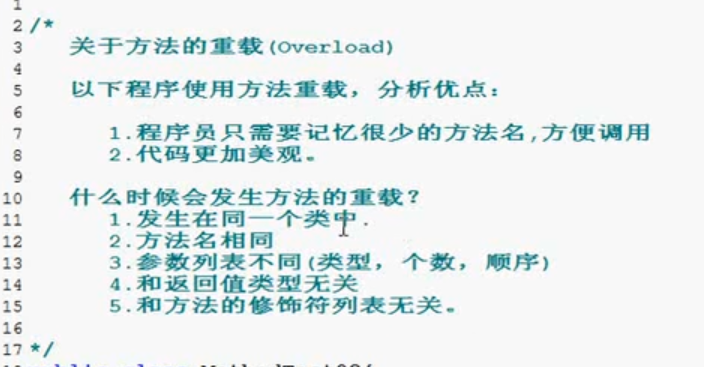 1
2 /*
3 关于方法的重载(Overload)
4
5 以下程序使用方法重载，分析优点：
6
7 1.程序员只需要记忆很少的方法名,方便调用
8 2.代码更加美观。
9
10 什么时候会发生方法的重载？
11 1.发生在同一个类中.
12 2.方法名相同
13 3.参数列表不同(类型，个数，顺序)
14 4.和返回值类型无关
15 5.和方法的修饰符列表无关。
16
17 */